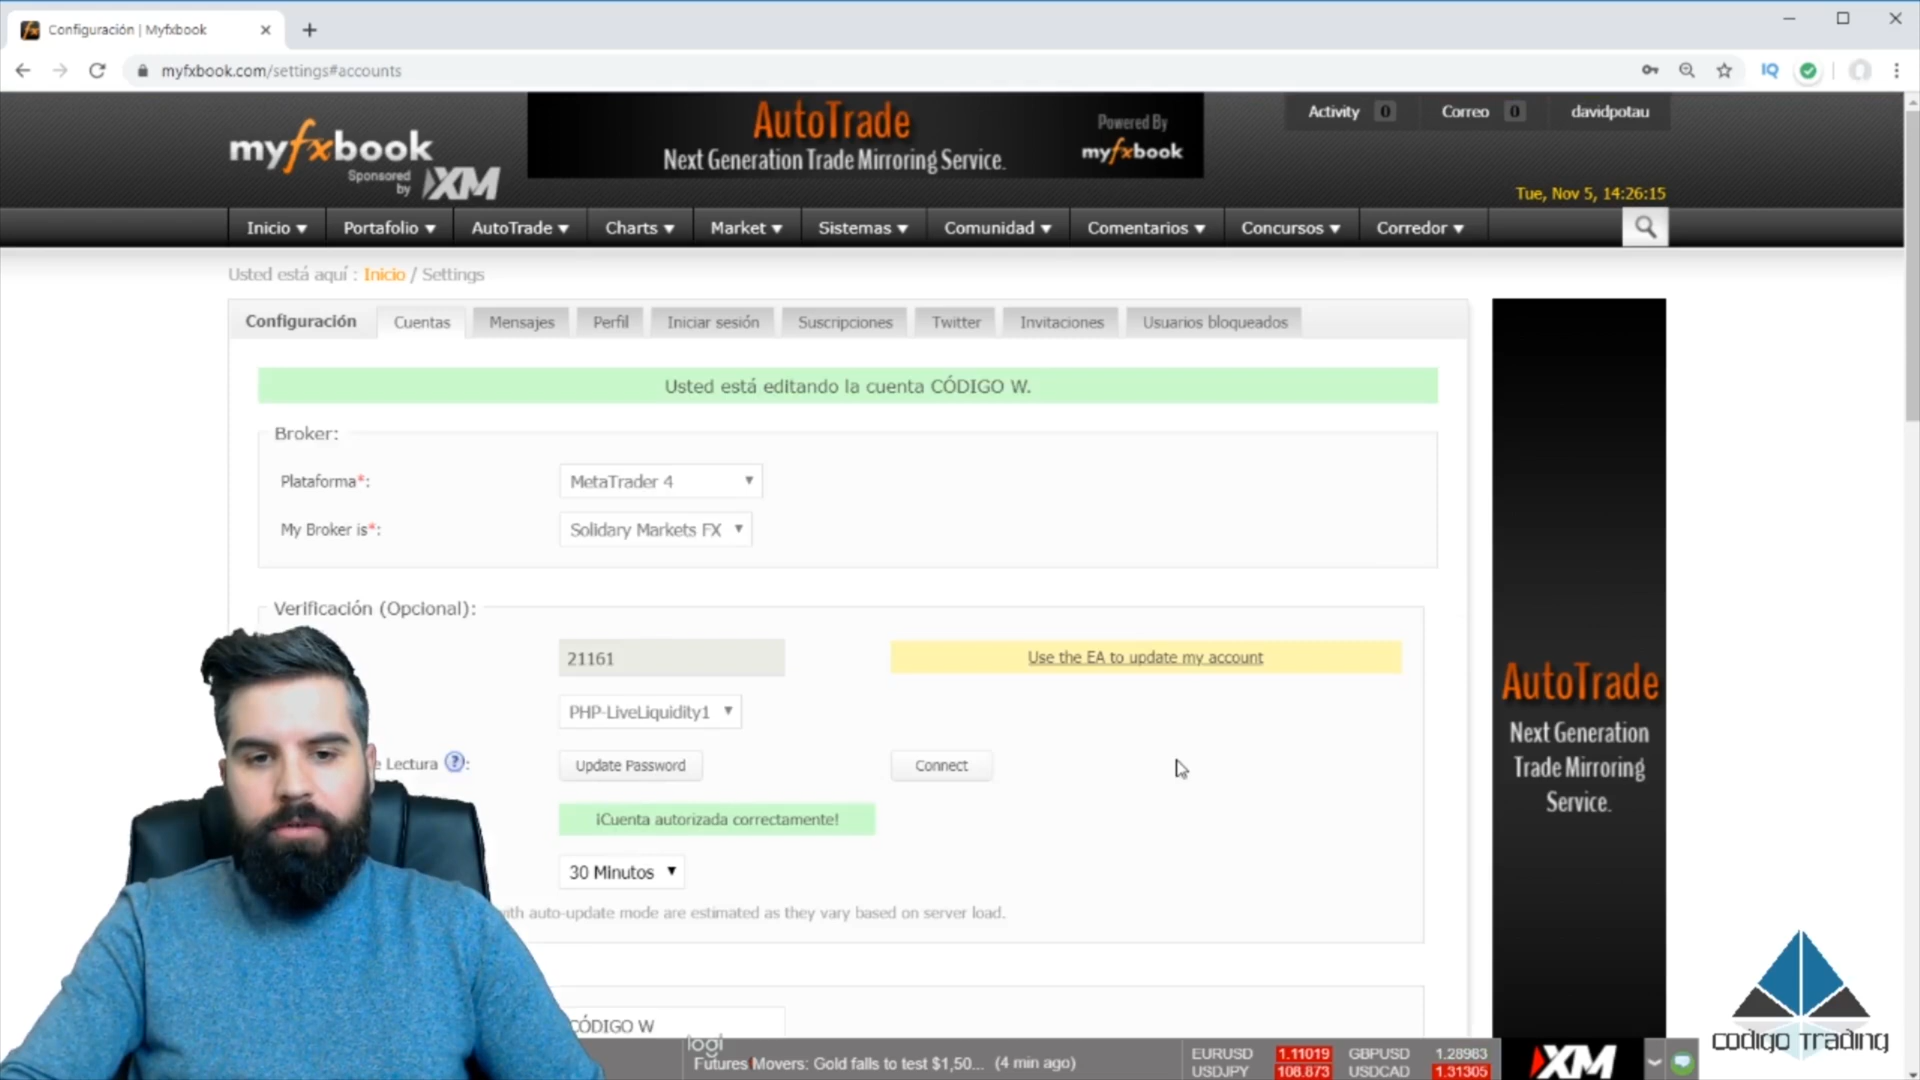 Configuración | Myfxbook
myfxbook.com/settings#accounts
IQ
myfxbook
Sponsored by XM
AutoTrade
Next Generation Trade Mirroring Service.
Powered By
myfxbook
Activity 0 Correo 0 davidpotau
Tue, Nov 5, 14:26:15
Inicio Portafolio AutoTrade Charts Market Sistemas Comunidad Comentarios Concursos Corredor
Usted está aquí : Inicio / Settings
Configuración Cuentas Mensajes Perfil Iniciar sesión Suscripciones Twitter Invitaciones Usuarios bloqueados
Usted está editando la cuenta CÓDIGO W.
Broker:
Plataforma*: MetaTrader 4
My Broker is*: Solidary Markets FX
Verificación (Opcional):
21161 Use the EA to update my account
PHP-LiveLiquidity1
e Lectura ?: Update Password Connect
¡Cuenta autorizada correctamente!
30 Minutos
with auto-update mode are estimated as they vary based on server load.
CÓDIGO W
AutoTrade
Next Generation
Trade Mirroring
Service.
logi
Futures Movers: Gold falls to test $1,50... (4 min ago)
EURUSD 1.11019 GBPUSD 1.28983
USDJPY 108.873 USDCAD 1.31305
XM
codigo trading